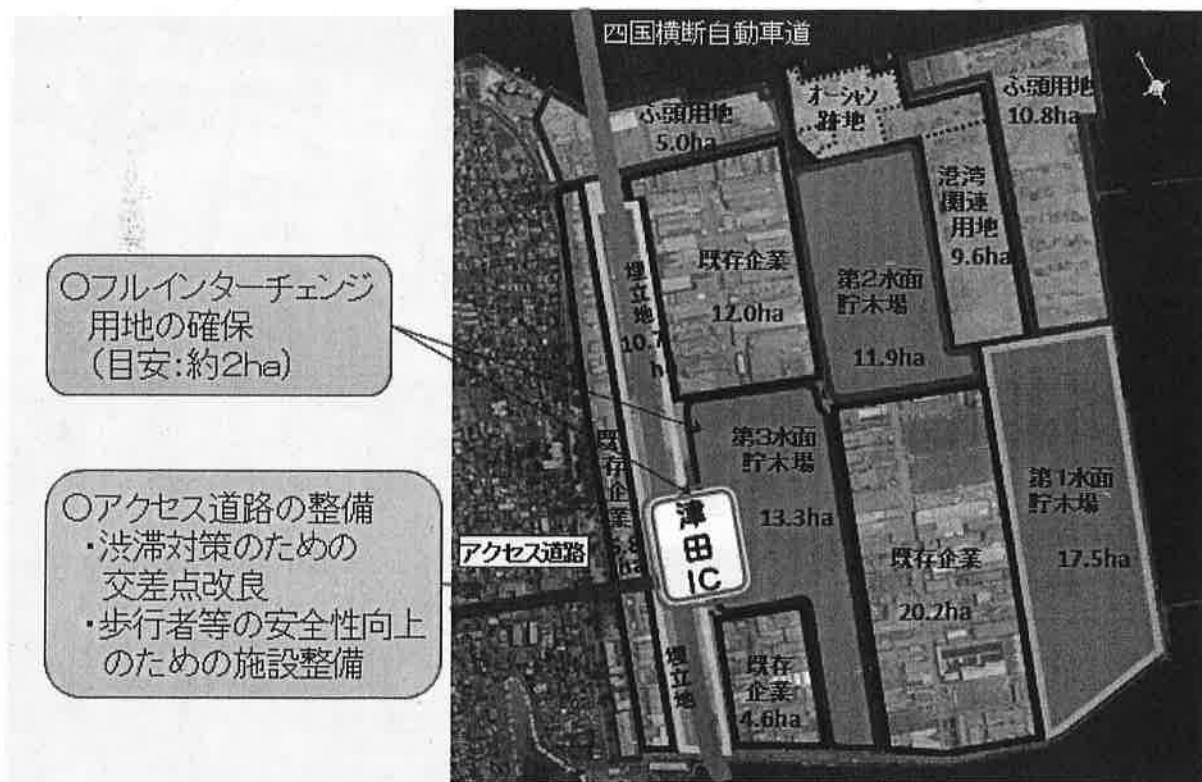 四国横断自動車道
ふ頭用地
5.0ha
オーシャン
跡地
ふ頭用地
10.8ha
港湾
関連
用地
9.6ha
○フルインターチェンジ
用地の確保
(目安:約2ha)
埋立地
10.7
ha
既存企業
12.0ha
第2水面
貯木場
11.9ha
既存企業
第3水面
貯木場
13.3ha
第1水面
貯木場
17.5ha
○アクセス道路の整備
・渋滞対策のための
交差点改良
・歩行者等の安全性向上
のための施設整備
アクセス道路
津田
IC
既存企業
20.2ha
埋立地
既存
企業
4.6ha